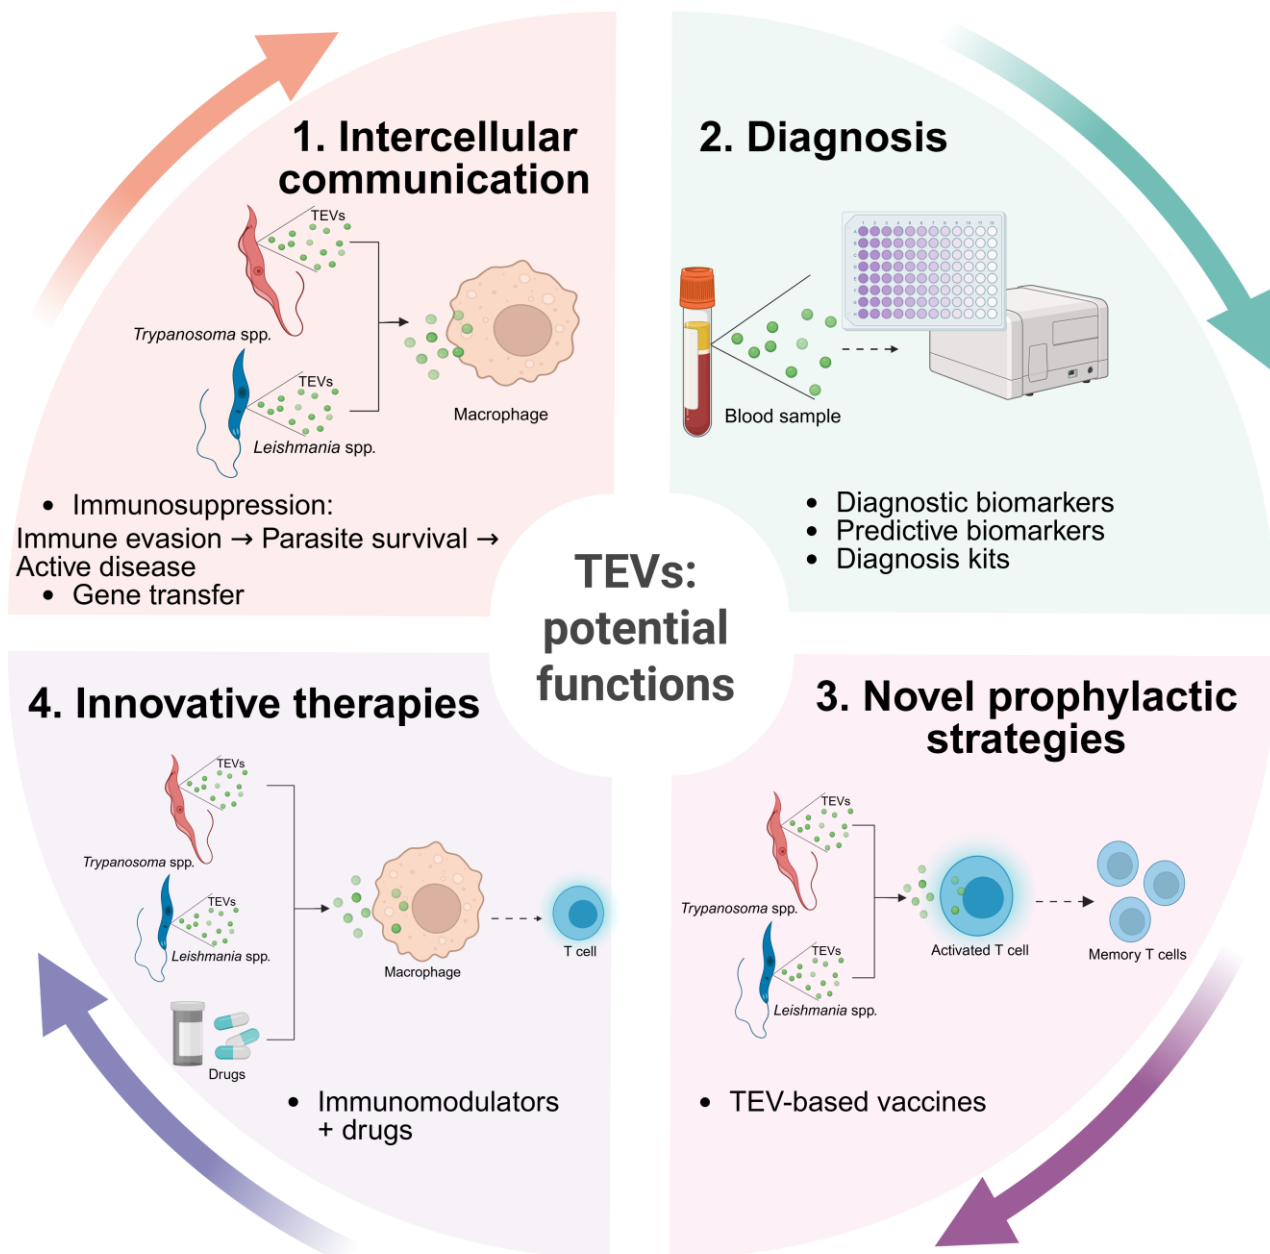 1. Intercellular
communication
TEVs
Trypanosoma spp.
TEVs
Leishmania spp.
Macrophage
• Immunosuppression:
Immune evasion → Parasite survival →
Active disease
• Gene transfer
2. Diagnosis
Blood sample
• Diagnostic biomarkers
• Predictive biomarkers
• Diagnosis kits
TEVs:
potential
functions
3. Novel prophylactic
strategies
TEVs
Trypanosoma spp.
TEVs
Leishmania spp.
Activated T cell
Memory T cells
• TEV-based vaccines
4. Innovative therapies
TEVs
Trypanosoma spp.
TEVs
Leishmania spp.
Drugs
Macrophage
T cell
• Immunomodulators
+ drugs